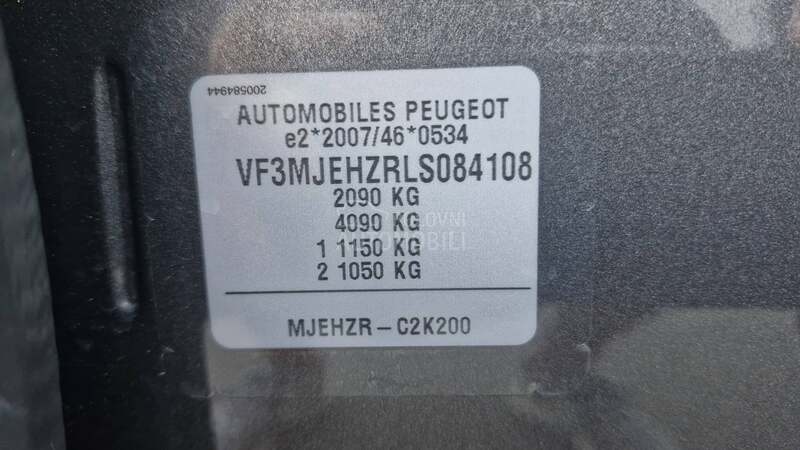 200584944
AUTOMOBILES PEUGEOT
e2*2007/46*0534
VF3MJEHZRLS084108
2090 KG
4090 KG
1 1150 KG
2 1050 KG
MJEHZR-C2K200